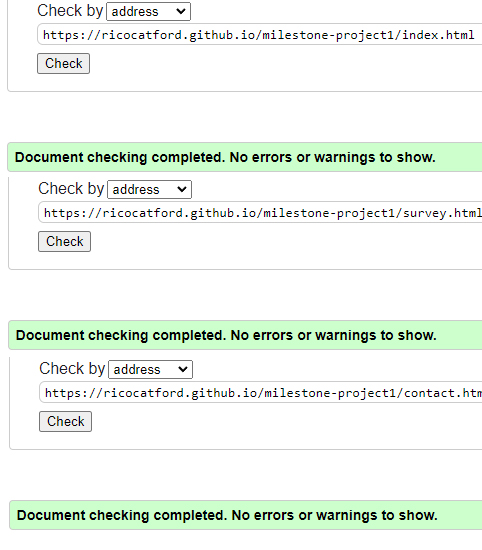 Check by address
https://ricocatford.github.io/milestone-project1/index.html
Check
Document checking completed. No errors or warnings to show.
Check by address
https://ricocatford.github.io/milestone-project1/survey.html
Check
Document checking completed. No errors or warnings to show.
Check by address
https://ricocatford.github.io/milestone-project1/contact.htm
Check
Document checking completed. No errors or warnings to show.